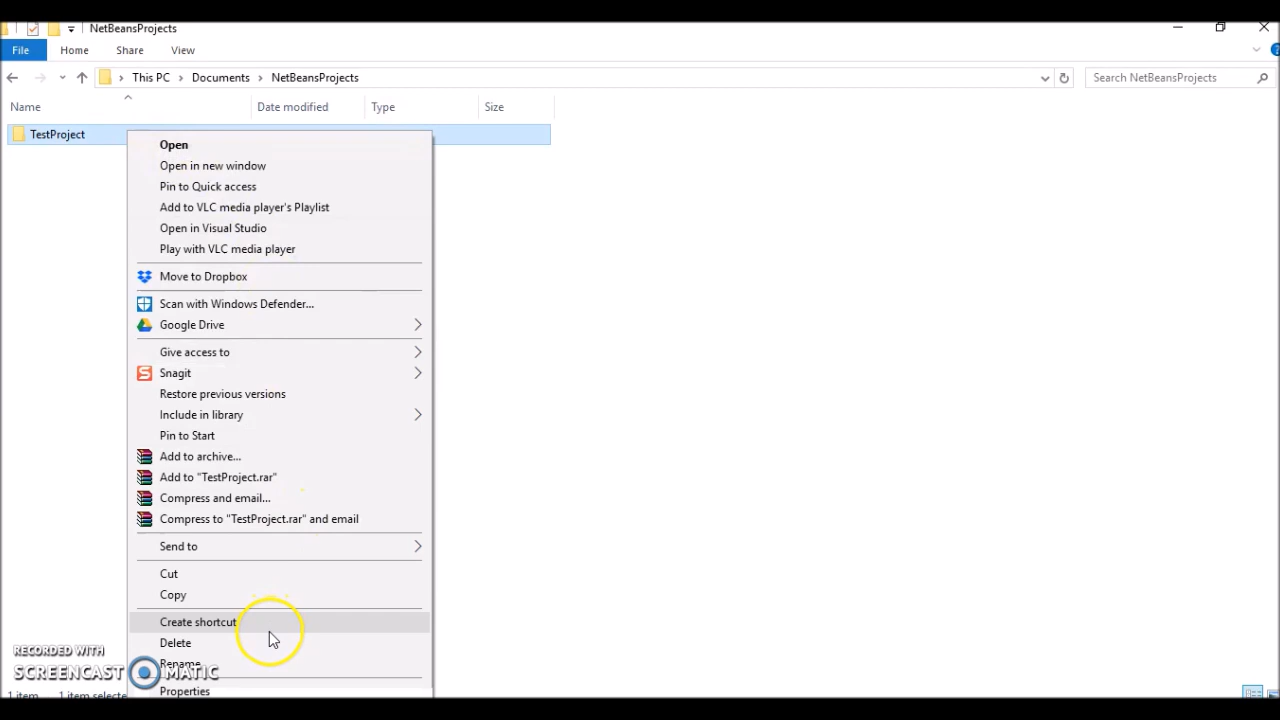 NetBeansProjects
File Home Share View
This PC Documents NetBeansProjects Search NetBeansProjects
Name Date modified Type Size
TestProject
Open
Open in new window
Pin to Quick access
Add to VLC media player's Playlist
Open in Visual Studio
Play with VLC media player
Move to Dropbox
Scan with Windows Defender...
Google Drive
Give access to
Snagit
Restore previous versions
Include in library
Pin to Start
Add to archive...
Add to "TestProject.rar"
Compress and email...
Compress to "TestProject.rar" and email
Send to
Cut
Copy
Create shortcut
Delete
Rename
Properties
RECORDED WITH
SCREENCAST MATIC
1 item 1 item selecte